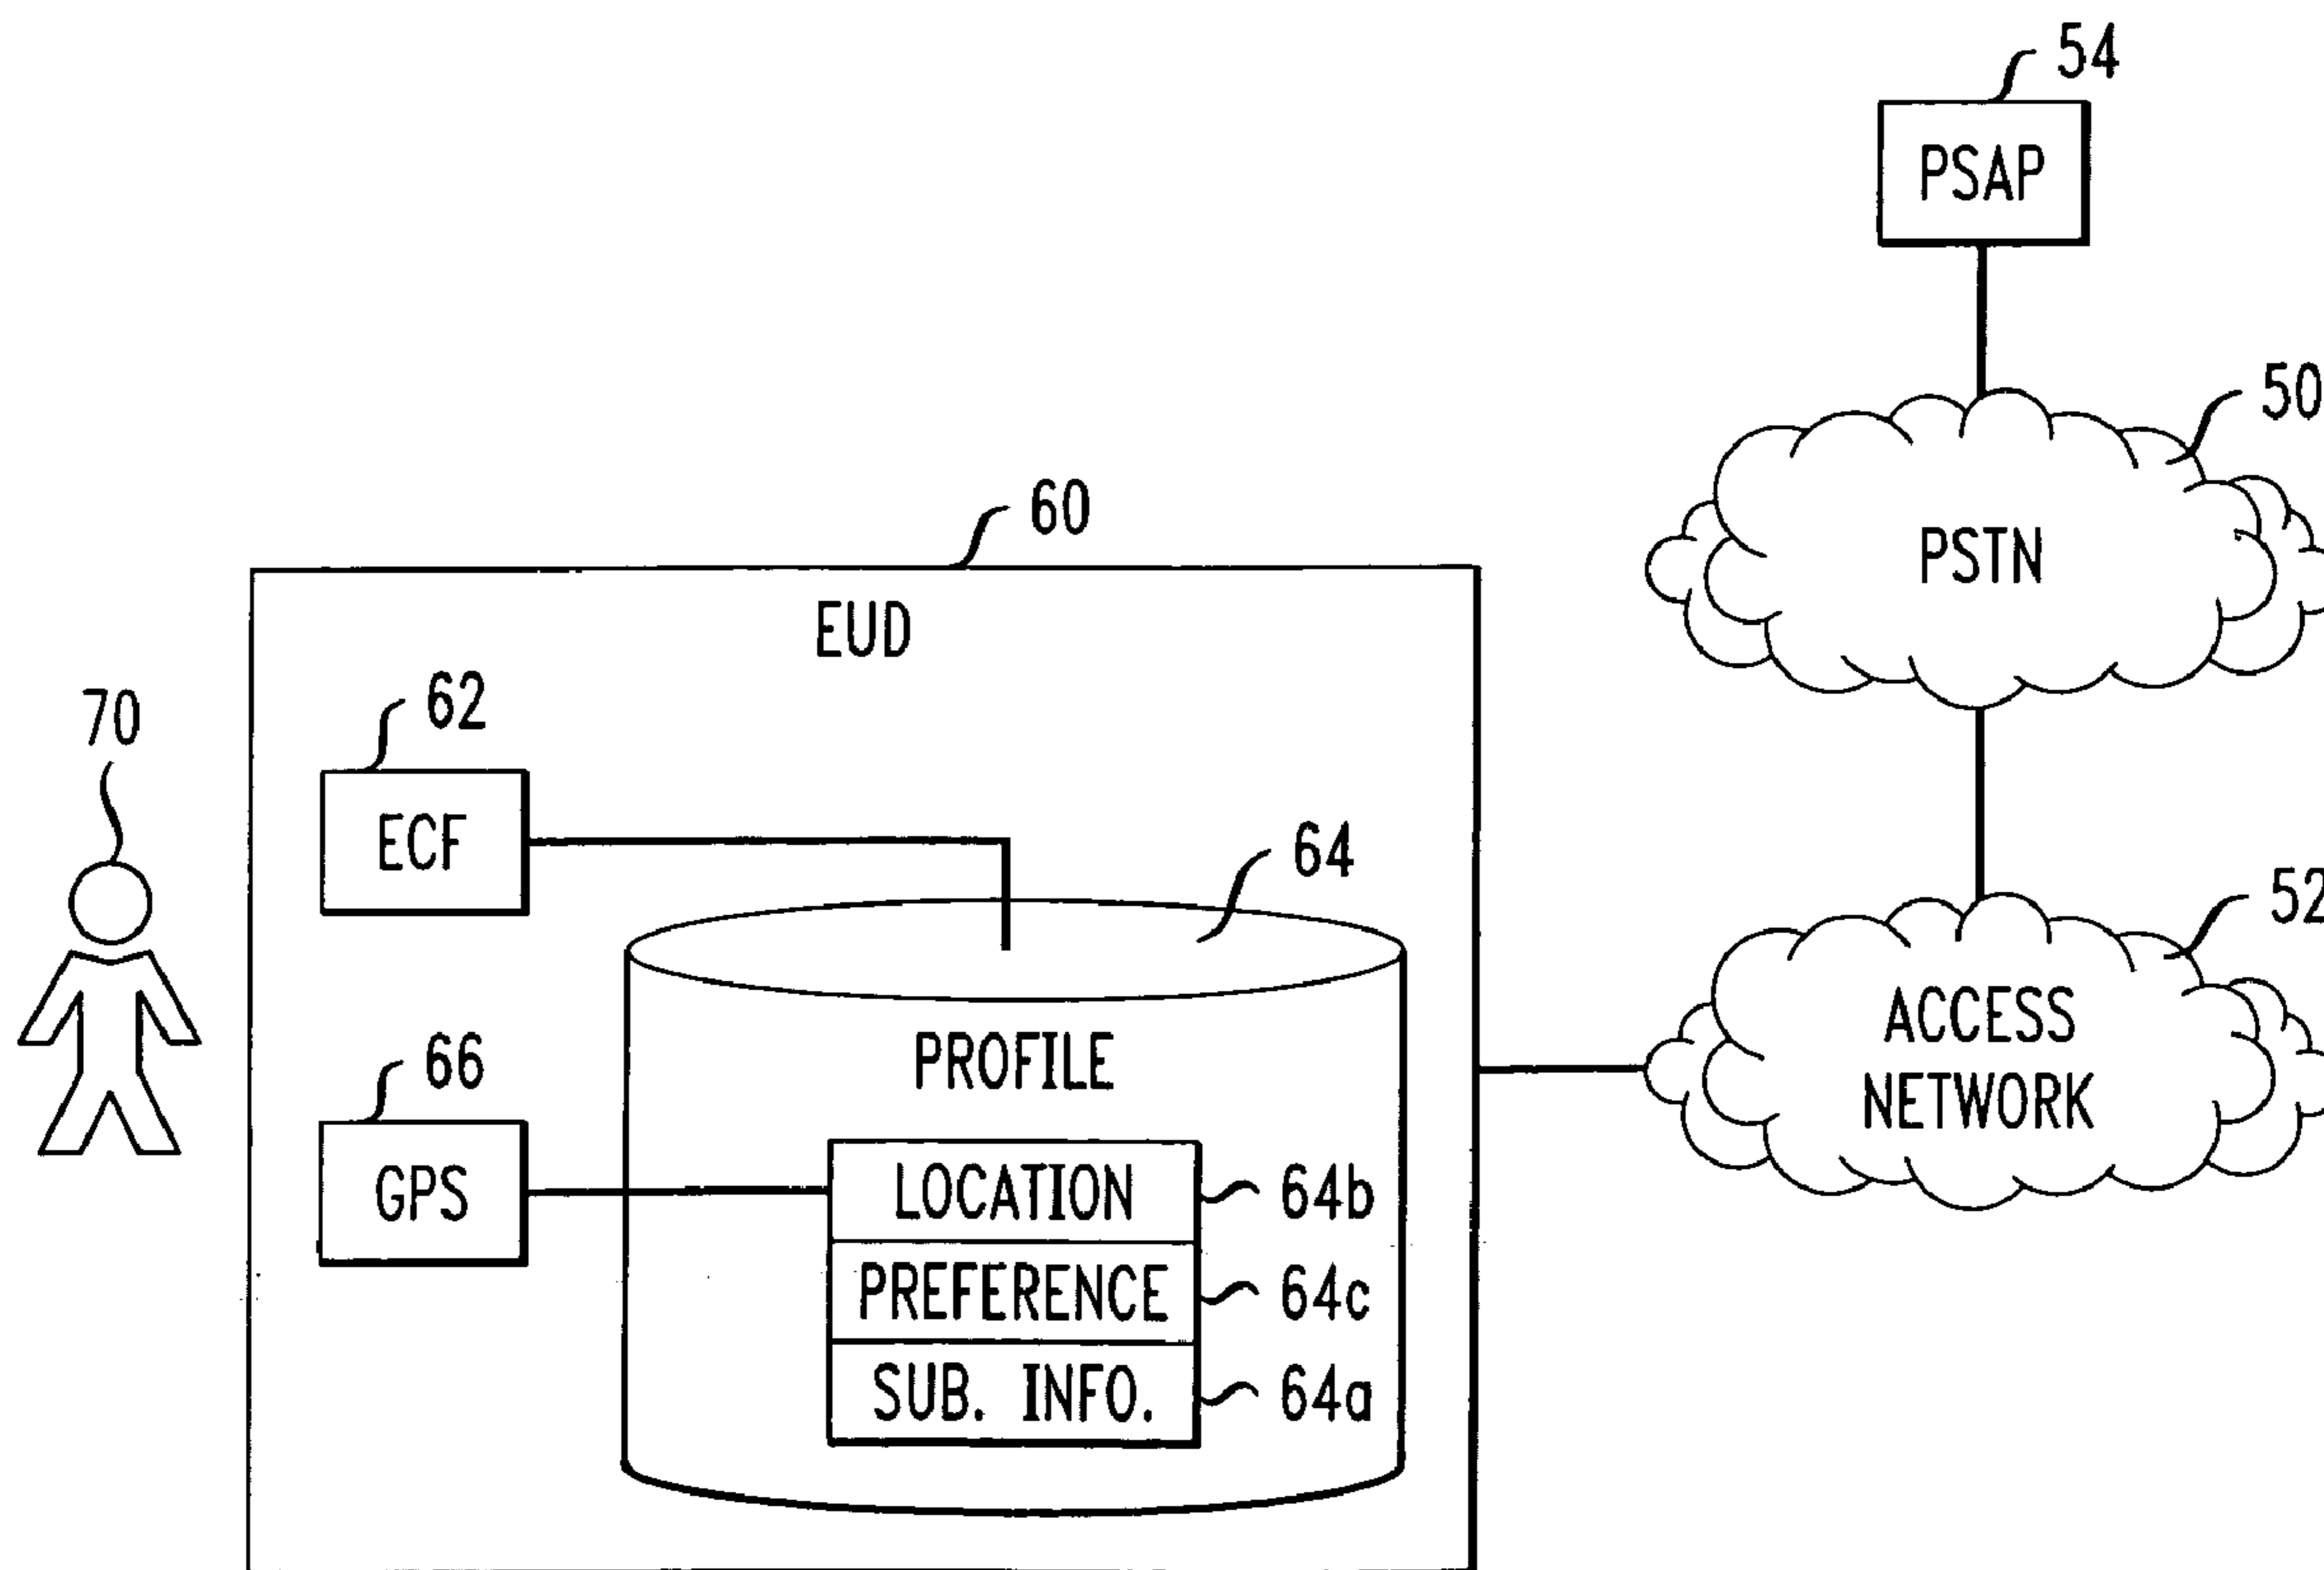 54
PSAP
50
PSTN
60
EUD
62
70
ECF
64
52
ACCESS
NETWORK
PROFILE
66
GPS
LOCATION
64b
PREFERENCE
64c
SUB. INFO.
64a